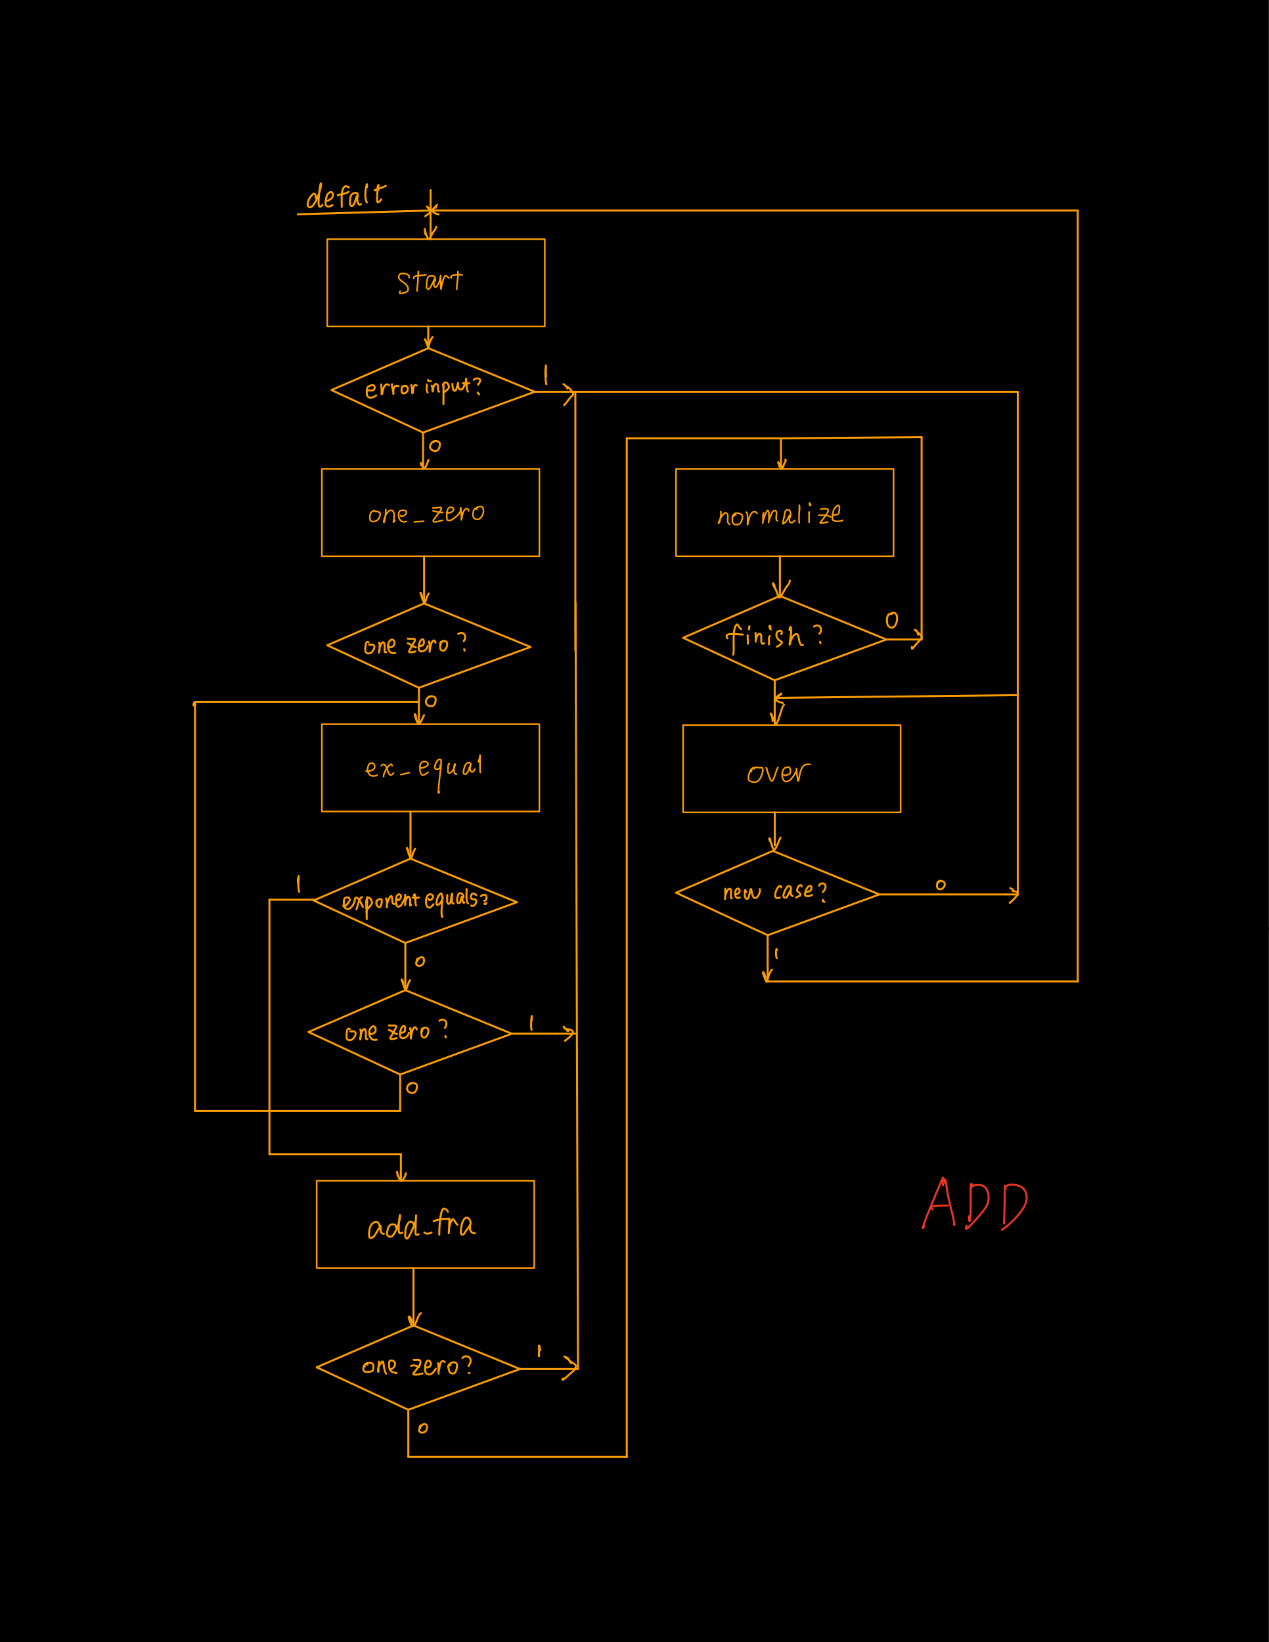 defalt
start
error input?
1
0
one_zero
one zero?
0
ex_equal
exponent equals?
1
0
one zero?
1
0
add_fra
one zero?
1
0
normalize
finish?
0
over
new case?
0
1
ADD